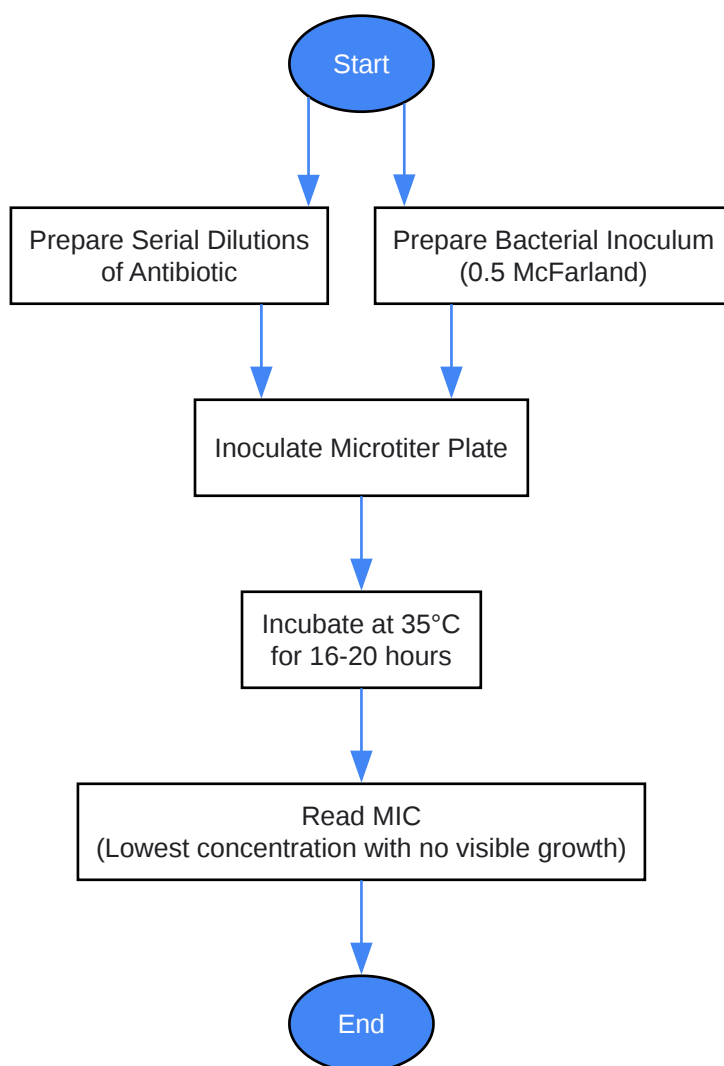 Start
Prepare Serial Dilutions
of Antibiotic
Prepare Bacterial Inoculum
(0.5 McFarland)
Inoculate Microtiter Plate
Incubate at 35°C
for 16-20 hours
Read MIC
(Lowest concentration with no visible growth)
End